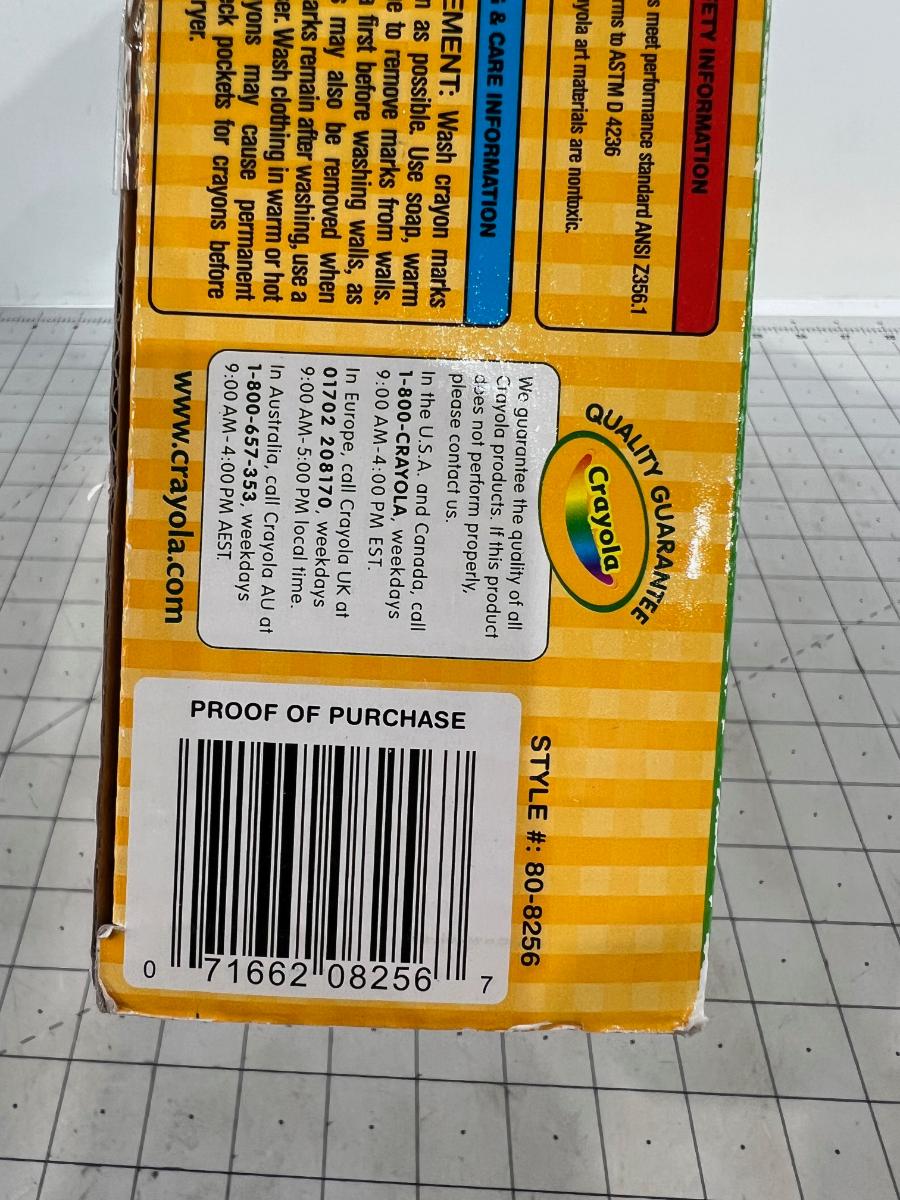 ETY INFORMATION
s meet performance standard ANSI Z356.1
rms to ASTM D 4236
yola art materials are nontoxic.
& CARE INFORMATION
EMENT: Wash crayon marks
as possible. Use soap, warm
e to remove marks from walls.
first before washing walls, as
s may also be removed when
arks remain after washing, use a
er. Wash clothing in warm or hot
yons may cause permanent
eck pockets for crayons before
ryer.
QUALITY GUARANTEE
Crayola
We guarantee the quality of all
Crayola products. If this product
does not perform properly,
please contact us.
In the U.S.A. and Canada, call
1-800-CRAYOLA, weekdays
9:00 AM-4:00 PM EST.
In Europe, call Crayola UK at
01702 208170, weekdays
9:00 AM-5:00 PM local time.
In Australia, call Crayola AU at
1-800-657-353, weekdays
9:00 AM-4:00 PM AEST.
www.crayola.com
STYLE #: 80-8256
PROOF OF PURCHASE
0 71662 08256 7